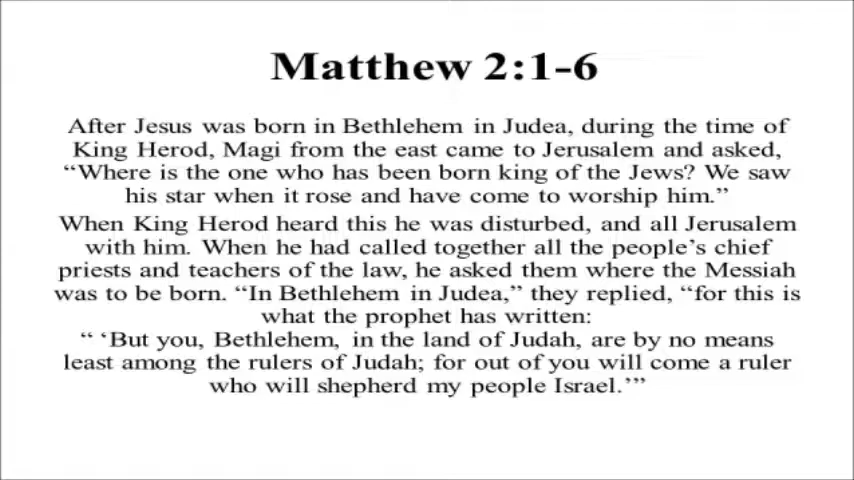 Matthew 2:1-6
After Jesus was born in Bethlehem in Judea, during the time of
King Herod, Magi from the east came to Jerusalem and asked,
“Where is the one who has been born king of the Jews? We saw
his star when it rose and have come to worship him.”
When King Herod heard this he was disturbed, and all Jerusalem
with him. When he had called together all the people’s chief
priests and teachers of the law, he asked them where the Messiah
was to be born. “In Bethlehem in Judea,” they replied, “for this is
what the prophet has written:
“ ‘But you, Bethlehem, in the land of Judah, are by no means
least among the rulers of Judah; for out of you will come a ruler
who will shepherd my people Israel.’”